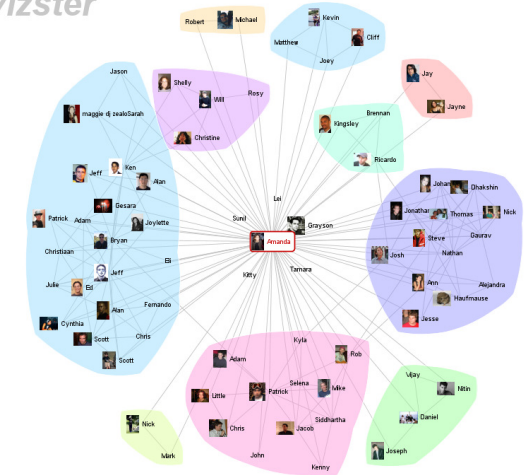 vizster
Robert
Michael
Kevin
Matthew
Cliff
Joey
Jason
Shelly
Will
Rosy
Christine
Jay
Jayne
maggie dj zealoSarah
Brennan
Kingsley
Ricardo
Ken
Jeff
Alan
Gesara
Patrick
Adam
Joylette
Bryan
Christiaan
Jeff
Eli
Julie
Ed
Alan
Fernando
Cynthia
Scott
Chris
Scott
Lei
Sunil
Grayson
Amanda
Kitty
Tamara
Johan
Dhakshin
Jonathan
Thomas
Nick
Steve
Gaurav
Josh
Nathan
Ann
Alejandra
Haufmause
Jesse
Kyla
Adam
Rob
Selena
Little
Patrick
Mike
Siddhartha
Chris
Jacob
John
Kenny
Vijay
Nitin
Daniel
Joseph
Nick
Mark